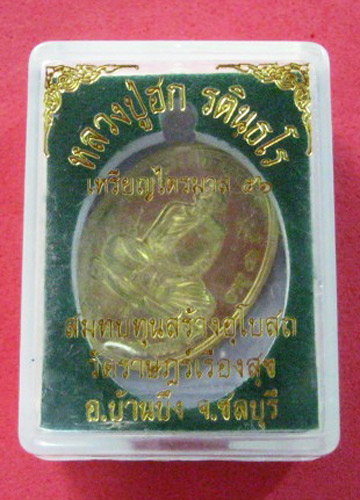 หลวงปู่ฮก รตินฺธโร
เหรียญไตรมาส ๕๖
สมทบทุนสร้างอุโบสถ
วัดราษฎร์เรืองสุข
อ.บ้านบึง จ.ชลบุรี